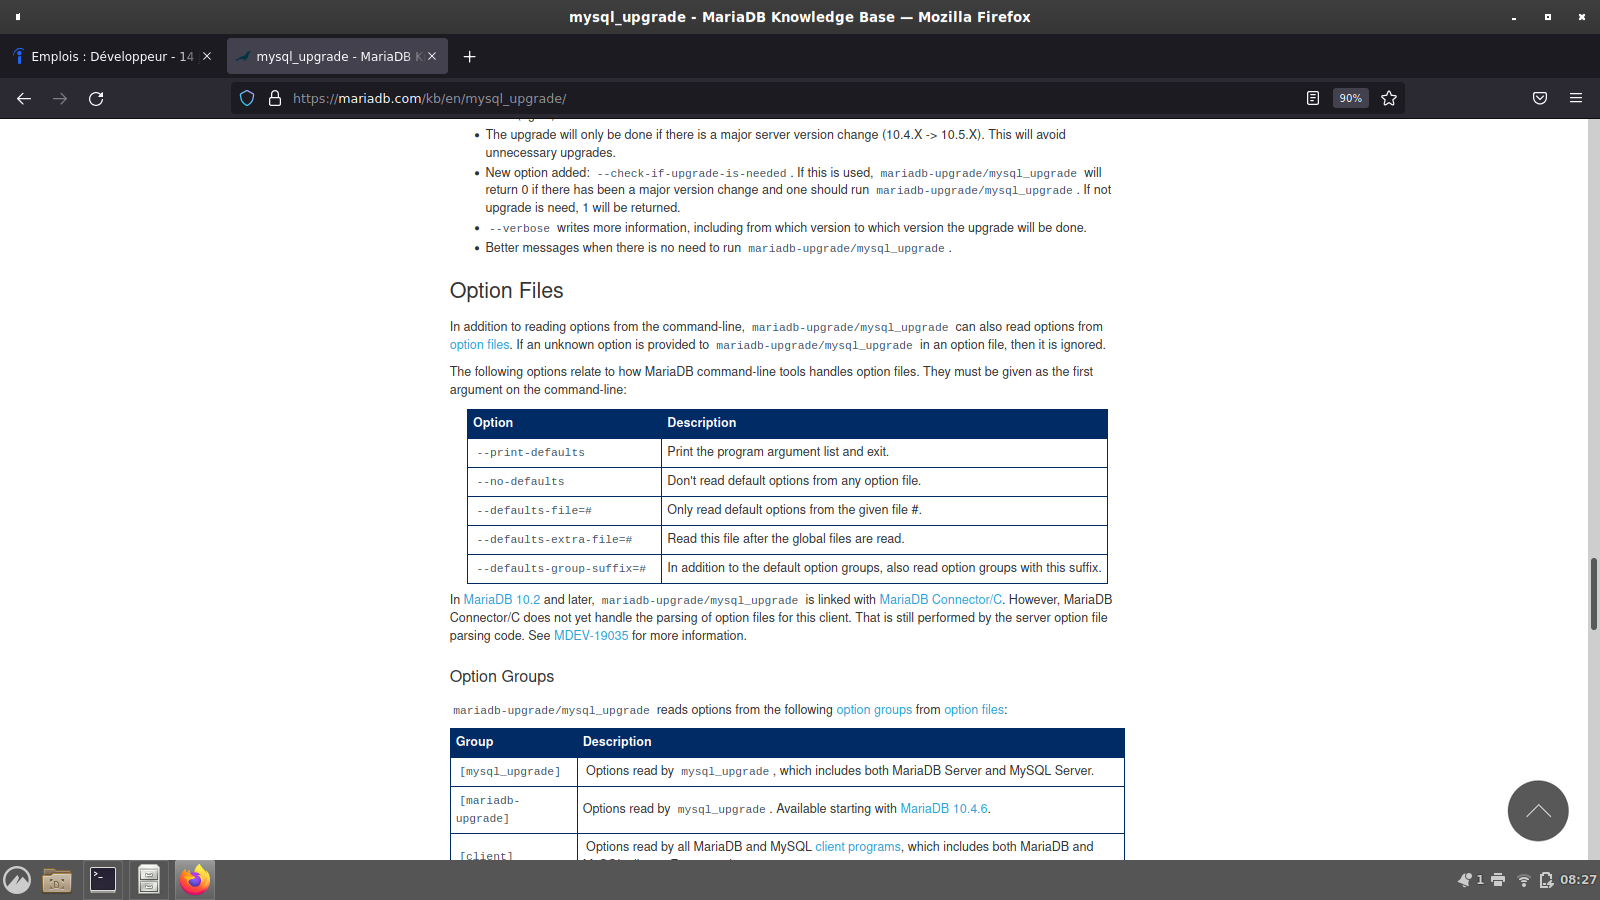 mysql_upgrade - MariaDB Knowledge Base — Mozilla Firefox
Emplois : Développeur - 14
mysql_upgrade - MariaDB K
https://mariadb.com/kb/en/mysql_upgrade/
90%
The upgrade will only be done if there is a major server version change (10.4.X -> 10.5.X). This will avoid
unnecessary upgrades.
New option added: --check-if-upgrade-is-needed . If this is used, mariadb-upgrade/mysql_upgrade will
return 0 if there has been a major version change and one should run mariadb-upgrade/mysql_upgrade . If not
upgrade is need, 1 will be returned.
--verbose writes more information, including from which version to which version the upgrade will be done.
Better messages when there is no need to run mariadb-upgrade/mysql_upgrade .
Option Files
In addition to reading options from the command-line, mariadb-upgrade/mysql_upgrade can also read options from
option files. If an unknown option is provided to mariadb-upgrade/mysql_upgrade in an option file, then it is ignored.
The following options relate to how MariaDB command-line tools handles option files. They must be given as the first
argument on the command-line:
Option Description
--print-defaults Print the program argument list and exit.
--no-defaults Don't read default options from any option file.
--defaults-file=# Only read default options from the given file #.
--defaults-extra-file=# Read this file after the global files are read.
--defaults-group-suffix=# In addition to the default option groups, also read option groups with this suffix.
In MariaDB 10.2 and later, mariadb-upgrade/mysql_upgrade is linked with MariaDB Connector/C. However, MariaDB
Connector/C does not yet handle the parsing of option files for this client. That is still performed by the server option file
parsing code. See MDEV-19035 for more information.
Option Groups
mariadb-upgrade/mysql_upgrade reads options from the following option groups from option files:
Group Description
[mysql_upgrade] Options read by mysql_upgrade , which includes both MariaDB Server and MySQL Server.
[mariadb-
upgrade] Options read by mysql_upgrade . Available starting with MariaDB 10.4.6.
[client] Options read by all MariaDB and MySQL client programs, which includes both MariaDB and
1
08:27